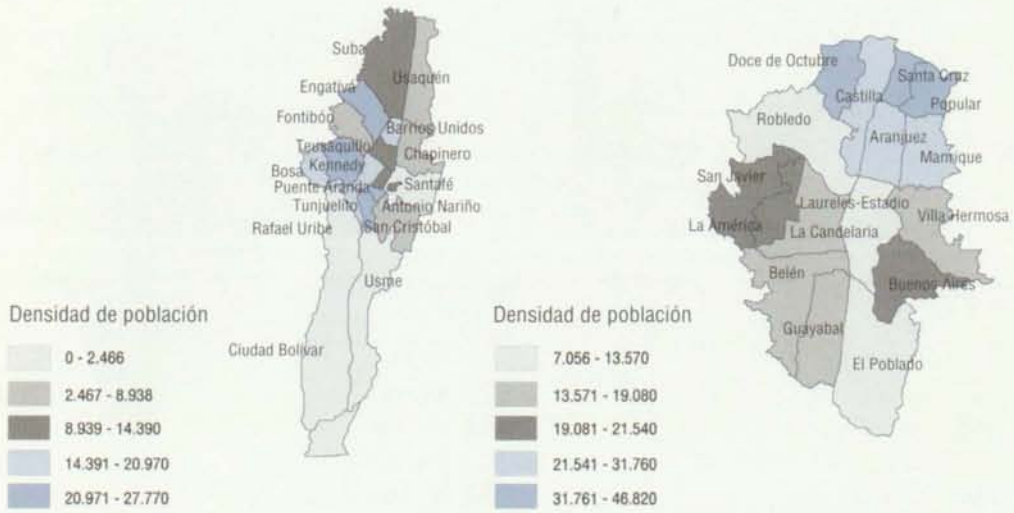 Suba
Usaquén
Engativá
Fontibón
Barrios Unidos
Teusaquillo
Chapinero
Kennedy
Bosa
Santafé
Puente Aranda
Tunjuelito
Antonio Nariño
Rafael Uribe
San Cristóbal
Usme
Ciudad Bolívar
Densidad de población
0 - 2.466
2.467 - 8.938
8.939 - 14.390
14.391 - 20.970
20.971 - 27.770
Doce de Octubre
Santa Cruz
Castilla
Popular
Robledo
Aranjuez
Manrique
San Javier
Laureles-Estadio
Villa Hermosa
La América
La Candelaria
Belén
Buenos Aires
Guayabal
El Poblado
Densidad de población
7.056 - 13.570
13.571 - 19.080
19.081 - 21.540
21.541 - 31.760
31.761 - 46.820